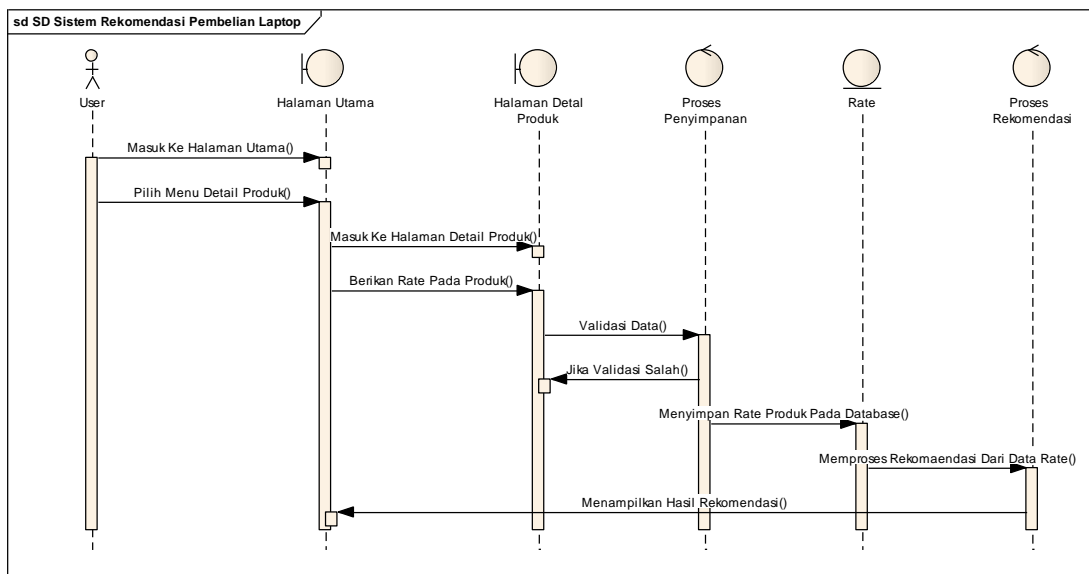 sd SD Sistem Rekomendasi Pembelian Laptop
User
Halaman Utama
Halaman Detal
Produk
Proses
Penyimpanan
Rate
Proses
Rekomendasi
Masuk Ke Halaman Utama()
Pilih Menu Detail Produk()
Masuk Ke Halaman Detail Produk()
Berikan Rate Pada Produk()
Validasi Data()
Jika Validasi Salah()
Menyimpan Rate Produk Pada Database()
Memproses Rekomaendasi Dari Data Rate()
Menampilkan Hasil Rekomendasi()